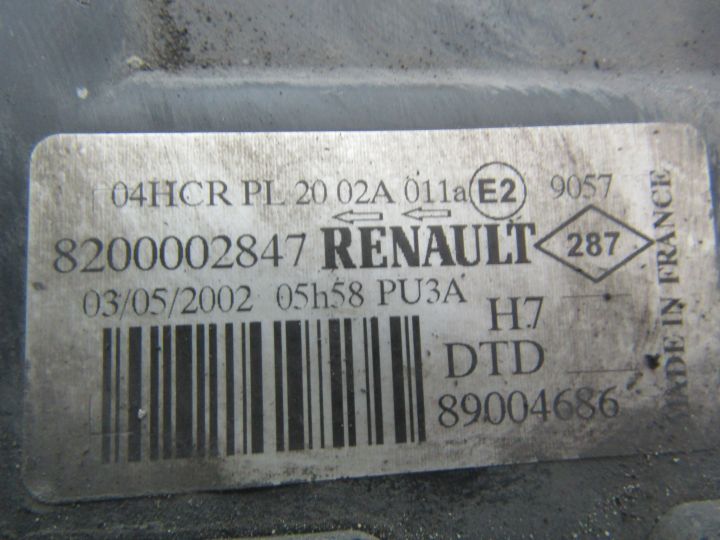 04HCR PL 20 02A 011a E2 9057
8200002847 RENAULT 287
03/05/2002 05h58 PU3A
H7
DTD
89004686
MADE IN FRANCE